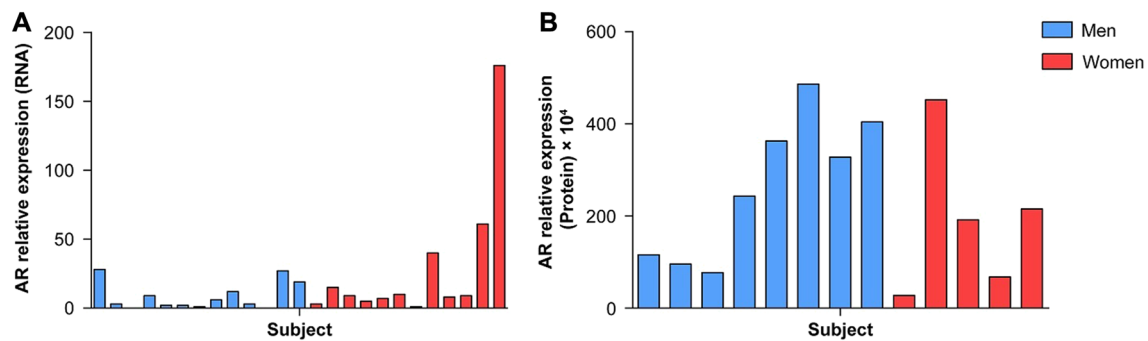 A
AR relative expression (RNA)
200
150
100
50
0
Subject
B
AR relative expression
(Protein) × 10⁴
600
400
200
0
Subject
Men
Women